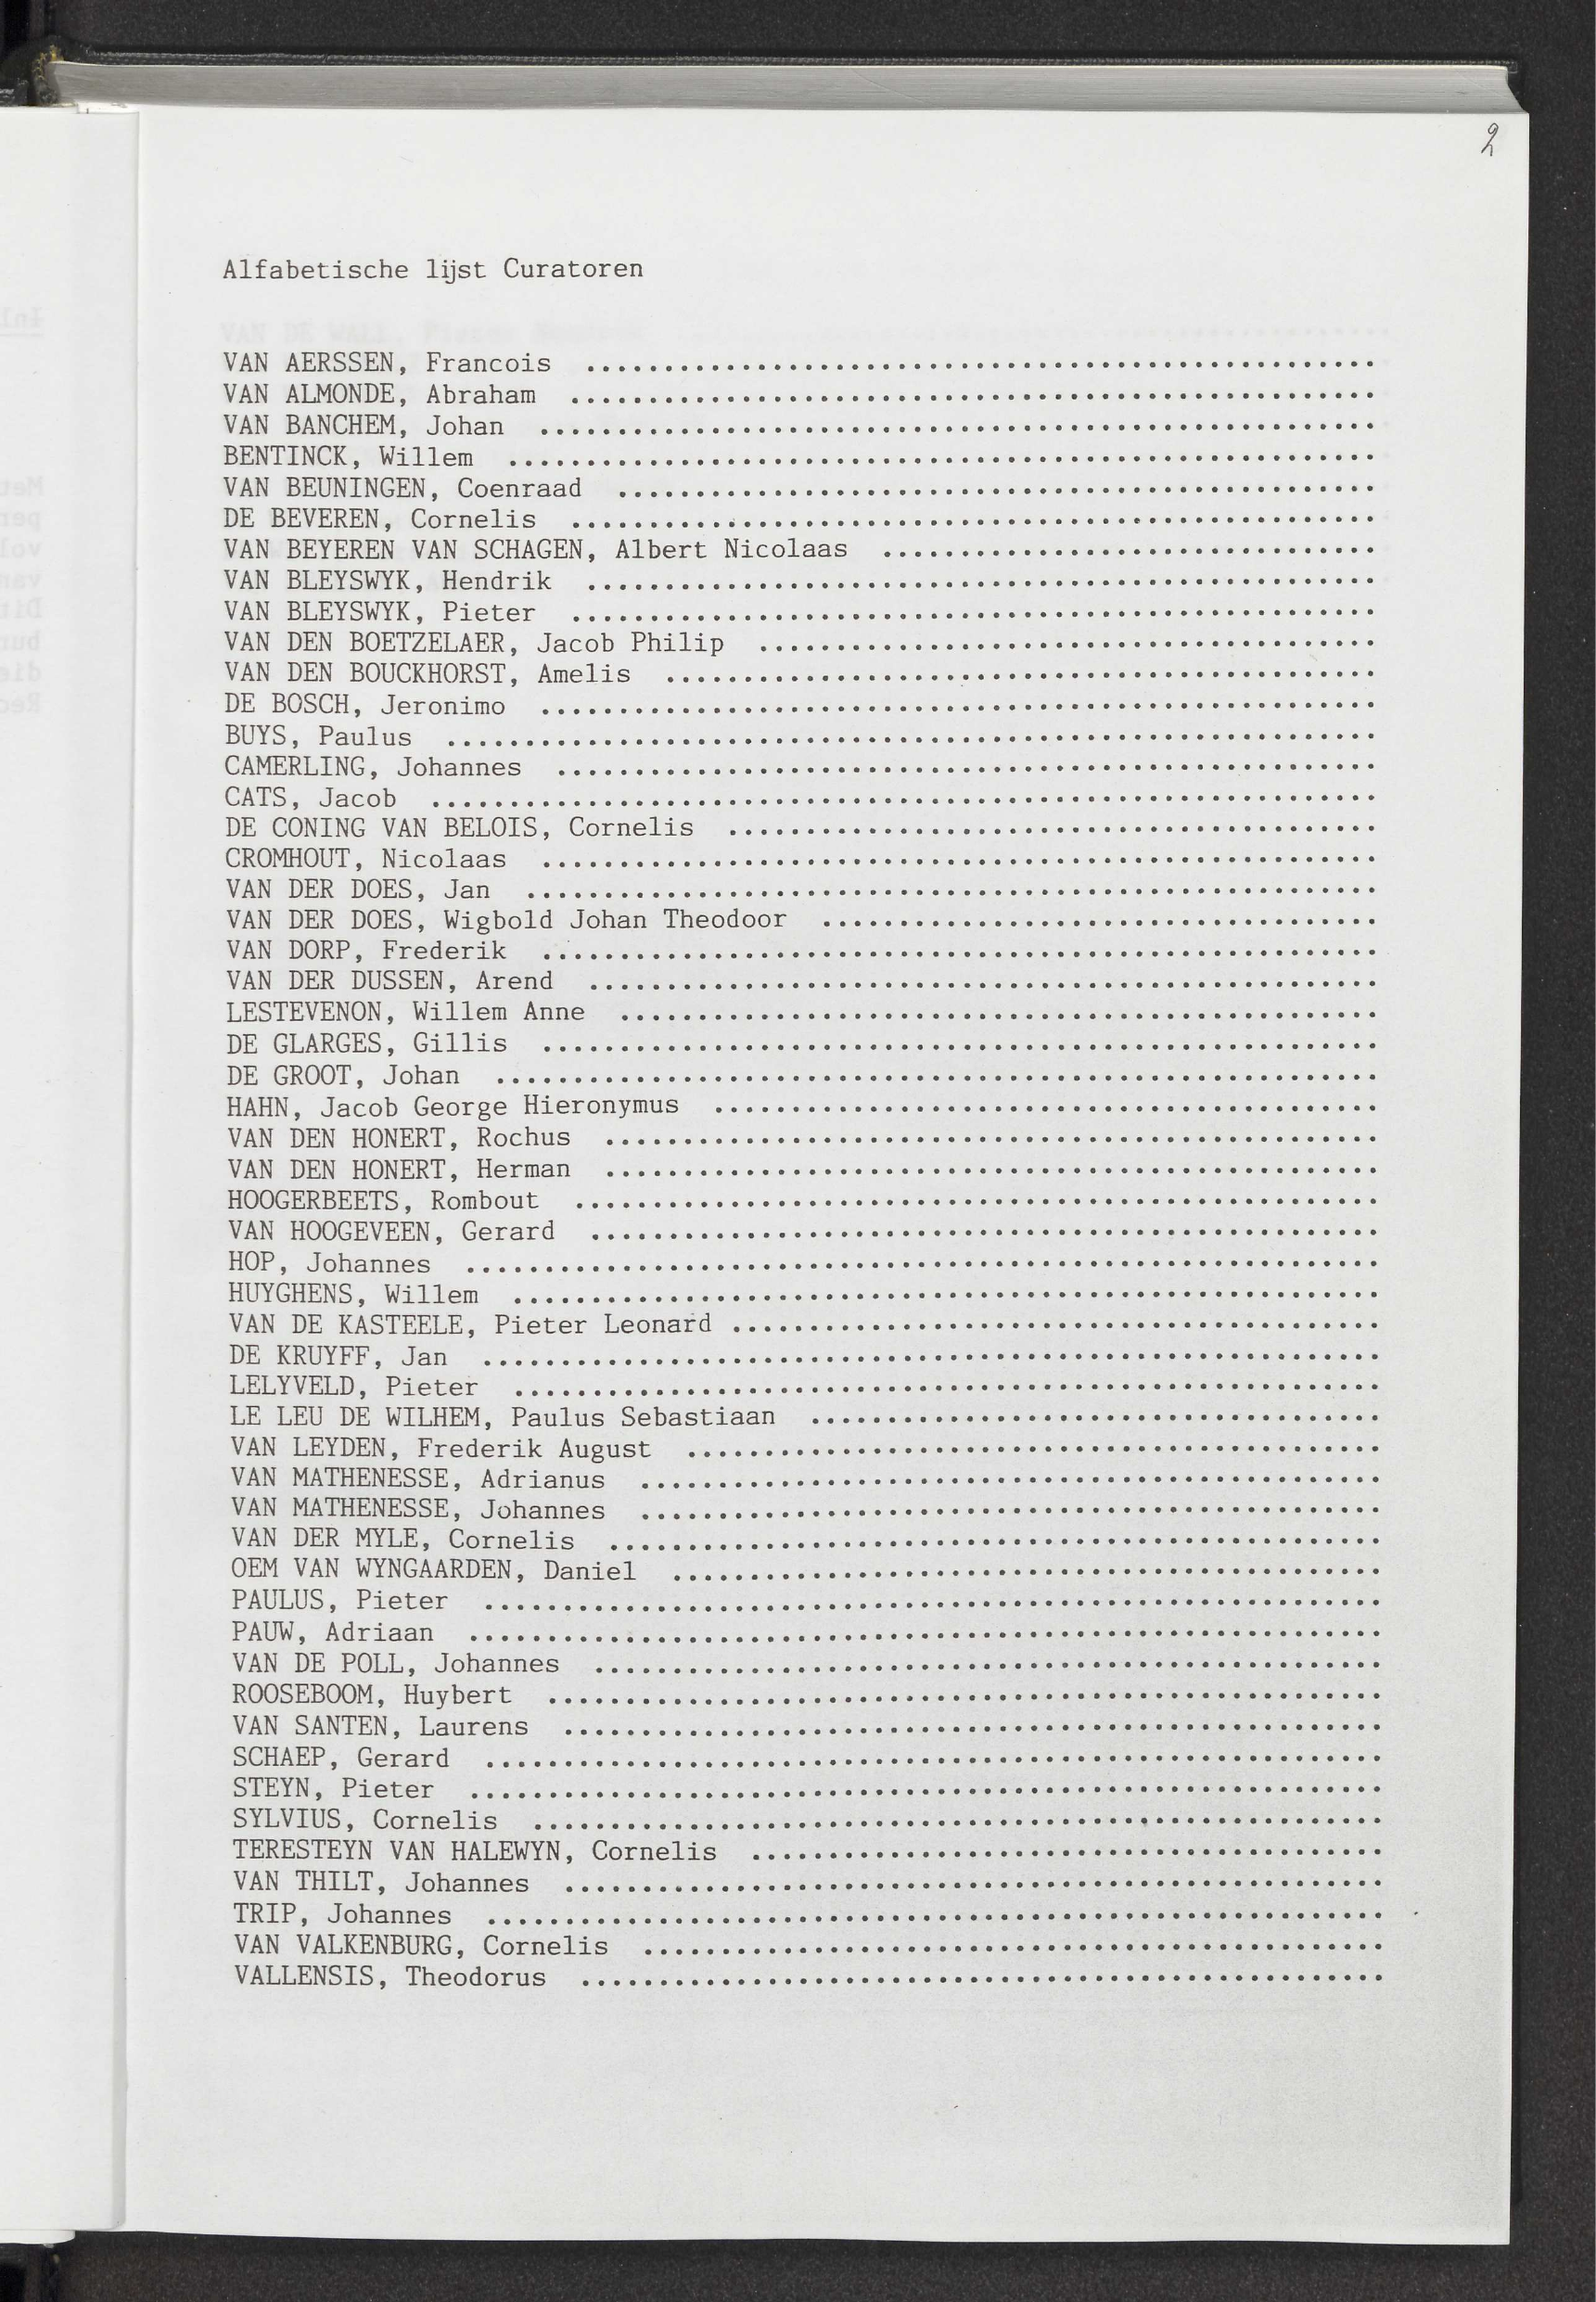 2
Alfabetische lijst Curatoren
VAN AERSSEN, Francois ...................................................
VAN ALMONDE, Abraham ....................................................
VAN BANCHEM, Johan ......................................................
BENTINCK, Willem ........................................................
VAN BEUNINGEN, Coenraad .................................................
DE BEVEREN, Cornelis ....................................................
VAN BEYEREN VAN SCHAGEN, Albert Nicolaas ................................
VAN BLEYSWYK, Hendrik ...................................................
VAN BLEYSWYK, Pieter ....................................................
VAN DEN BOETZELAER, Jacob Philip ........................................
VAN DEN BOUCKHORST, Amelis ..............................................
DE BOSCH, Jeronimo ......................................................
BUYS, Paulus ............................................................
CAMERLING, Johannes .....................................................
CATS, Jacob .............................................................
DE CONING VAN BELOIS, Cornelis ..........................................
CROMHOUT, Nicolaas ......................................................
VAN DER DOES, Jan .......................................................
VAN DER DOES, Wigbold Johan Theodoor ....................................
VAN DORP, Frederik ......................................................
VAN DER DUSSEN, Arend ...................................................
LESTEVENON, Willem Anne .................................................
DE GLARGES, Gillis ......................................................
DE GROOT, Johan .........................................................
HAHN, Jacob George Hieronymus ...........................................
VAN DEN HONERT, Rochus ..................................................
VAN DEN HONERT, Herman ..................................................
HOOGERBEETS, Rombout ....................................................
VAN HOOGEVEEN, Gerard ...................................................
HOP, Johannes ...........................................................
HUYGHENS, Willem ........................................................
VAN DE KASTEELE, Pieter Leonard ..........................................
DE KRUYFF, Jan ..........................................................
LELYVELD, Pieter ........................................................
LE LEU DE WILHEM, Paulus Sebastiaan .....................................
VAN LEYDEN, Frederik August .............................................
VAN MATHENESSE, Adrianus ................................................
VAN MATHENESSE, Johannes ................................................
VAN DER MYLE, Cornelis ..................................................
OEM VAN WYNGAARDEN, Daniel ..............................................
PAULUS, Pieter ..........................................................
PAUW, Adriaan ...........................................................
VAN DE POLL, Johannes ...................................................
ROOSEBOOM, Huybert ......................................................
VAN SANTEN, Laurens .....................................................
SCHAEP, Gerard ..........................................................
STEYN, Pieter ...........................................................
SYLVIUS, Cornelis .......................................................
TERESTEYN VAN HALEWYN, Cornelis .........................................
VAN THILT, Johannes .....................................................
TRIP, Johannes ..........................................................
VAN VALKENBURG, Cornelis ................................................
VALLENSIS, Theodorus ....................................................